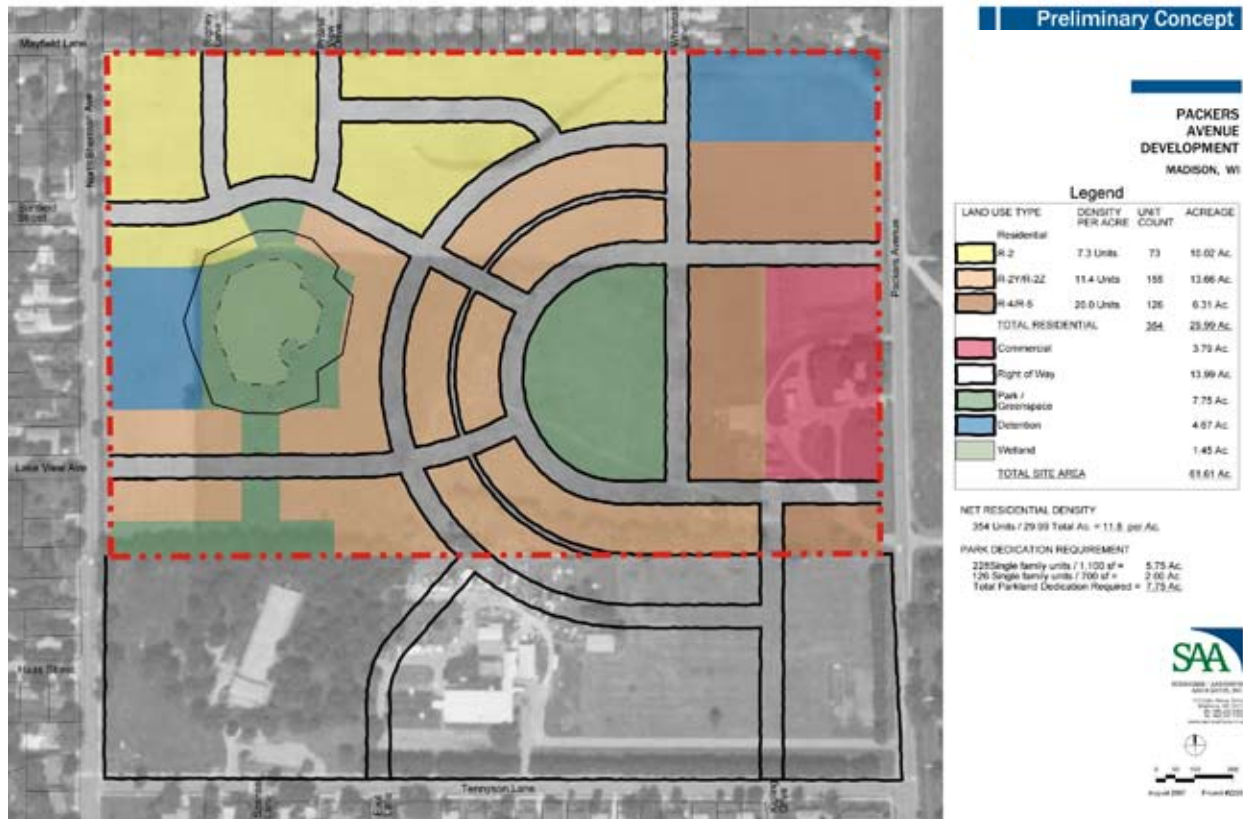 Preliminary Concept
PACKERS
AVENUE
DEVELOPMENT
MADISON, WI
Legend
LAND USE TYPE DENSITY PER ACRE UNIT COUNT ACREAGE
Residential
R-2 7.3 Units 73 10.02 Ac.
R-2Y/R-2Z 11.4 Units 155 13.66 Ac.
R-4/R-5 20.0 Units 126 6.31 Ac.
TOTAL RESIDENTIAL 354 29.99 Ac.
Commercial 3.79 Ac.
Right of Way 13.99 Ac.
Park / Greenspace 7.75 Ac.
Detention 4.67 Ac.
Wetland 1.45 Ac.
TOTAL SITE AREA 61.61 Ac.
NET RESIDENTIAL DENSITY
354 Units / 29.99 Total Ac. = 11.8 per Ac.
PARK DEDICATION REQUIREMENT
228 Single family units / 1,100 sf = 5.75 Ac.
126 Single family units / 700 sf = 2.00 Ac.
Total Parkland Dedication Required = 7.75 Ac.
SAA
August 2007
Mayfield Lane
North Sherman Ave
Lake View Ave
Packers Avenue
Tennyson Lane